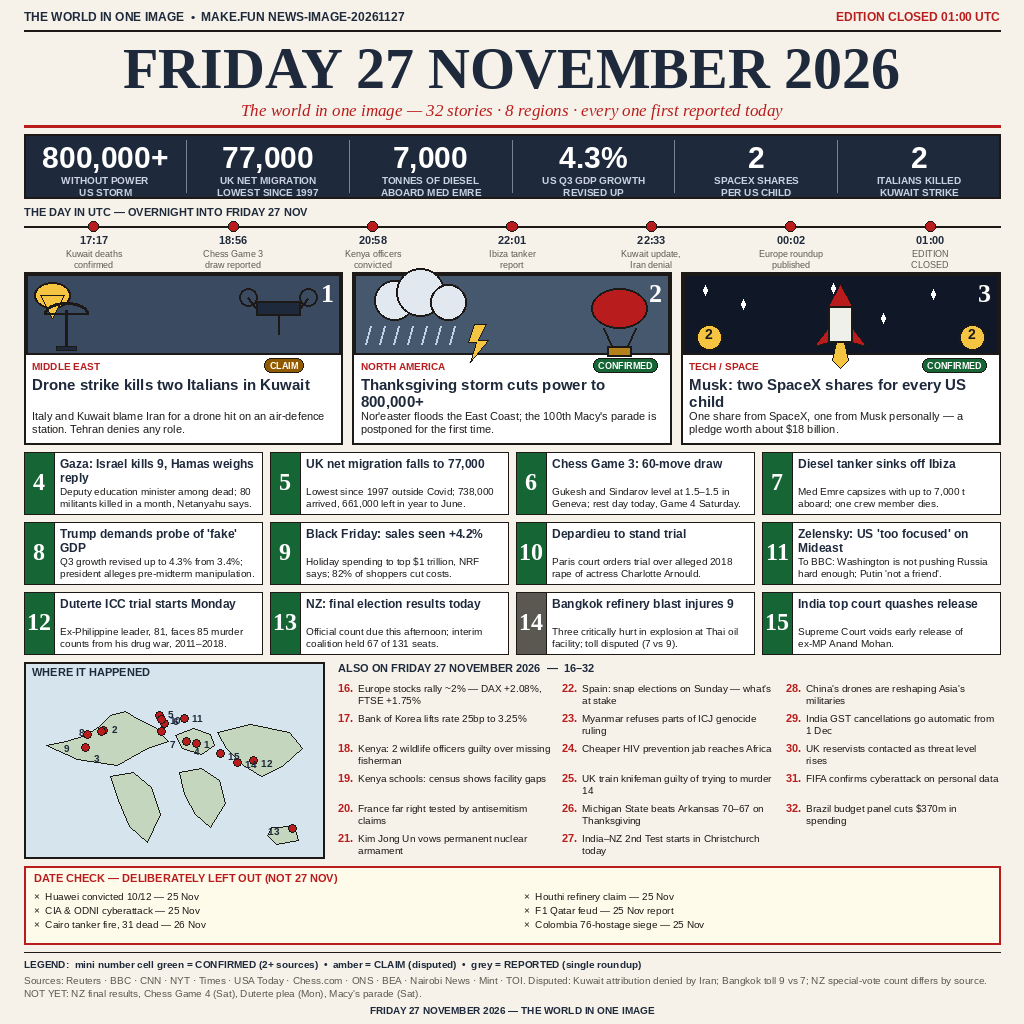 THE WORLD IN ONE IMAGE • MAKE.FUN NEWS-IMAGE-20261127
EDITION CLOSED 01:00 UTC
FRIDAY 27 NOVEMBER 2026
The world in one image — 32 stories · 8 regions · every one first reported today
800,000+
WITHOUT POWER
US STORM
77,000
UK NET MIGRATION
LOWEST SINCE 1997
7,000
TONNES OF DIESEL
ABOARD MED EMRE
4.3%
US Q3 GDP GROWTH
REVISED UP
2
SPACEX SHARES
PER US CHILD
2
ITALIANS KILLED
KUWAIT STRIKE
THE DAY IN UTC — OVERNIGHT INTO FRIDAY 27 NOV
17:17
Kuwait deaths
confirmed
18:56
Chess Game 3
draw reported
20:58
Kenya officers
convicted
22:01
Ibiza tanker
report
22:33
Kuwait update,
Iran denial
00:02
Europe roundup
published
01:00
EDITION
CLOSED
1
MIDDLE EAST
CLAIM
Drone strike kills two Italians in Kuwait
Italy and Kuwait blame Iran for a drone hit on an air-defence
station. Tehran denies any role.
2
NORTH AMERICA
CONFIRMED
Thanksgiving storm cuts power to
800,000+
Nor'easter floods the East Coast; the 100th Macy's parade is
postponed for the first time.
3
2
2
TECH / SPACE
CONFIRMED
Musk: two SpaceX shares for every US
child
One share from SpaceX, one from Musk personally — a
pledge worth about $18 billion.
4
Gaza: Israel kills 9, Hamas weighs
reply
Deputy education minister among dead; 80
militants killed in a month, Netanyahu says.
5
UK net migration falls to 77,000
Lowest since 1997 outside Covid; 738,000
arrived, 661,000 left in year to June.
6
Chess Game 3: 60-move draw
Gukesh and Sindarov level at 1.5–1.5 in
Geneva; rest day today, Game 4 Saturday.
7
Diesel tanker sinks off Ibiza
Med Emre capsizes with up to 7,000 t
aboard; one crew member dies.
8
Trump demands probe of 'fake'
GDP
Q3 growth revised up to 4.3% from 3.4%;
president alleges pre-midterm manipulation.
9
Black Friday: sales seen +4.2%
Holiday spending to top $1 trillion, NRF
says; 82% of shoppers cut costs.
10
Depardieu to stand trial
Paris court orders trial over alleged 2018
rape of actress Charlotte Arnould.
11
Zelensky: US 'too focused' on
Mideast
To BBC: Washington is not pushing Russia
hard enough; Putin 'not a friend'.
12
Duterte ICC trial starts Monday
Ex-Philippine leader, 81, faces 85 murder
counts from his drug war, 2011–2018.
13
NZ: final election results today
Official count due this afternoon; interim
coalition held 67 of 131 seats.
14
Bangkok refinery blast injures 9
Three critically hurt in explosion at Thai oil
facility; toll disputed (7 vs 9).
15
India top court quashes release
Supreme Court voids early release of
ex-MP Anand Mohan.
WHERE IT HAPPENED
8
2
9
3
5
11
7
1
4
15
14
12
13
ALSO ON FRIDAY 27 NOVEMBER 2026 — 16–32
16. Europe stocks rally ~2% — DAX +2.08%,
FTSE +1.75%
17. Bank of Korea lifts rate 25bp to 3.25%
18. Kenya: 2 wildlife officers guilty over missing
fisherman
19. Kenya schools: census shows facility gaps
20. France far right tested by antisemitism
claims
21. Kim Jong Un vows permanent nuclear
armament
22. Spain: snap elections on Sunday — what's
at stake
23. Myanmar refuses parts of ICJ genocide
ruling
24. Cheaper HIV prevention jab reaches Africa
25. UK train knifeman guilty of trying to murder
14
26. Michigan State beats Arkansas 70–67 on
Thanksgiving
27. India–NZ 2nd Test starts in Christchurch
today
28. China's drones are reshaping Asia's
militaries
29. India GST cancellations go automatic from
1 Dec
30. UK reservists contacted as threat level
rises
31. FIFA confirms cyberattack on personal data
32. Brazil budget panel cuts $370m in
spending
DATE CHECK — DELIBERATELY LEFT OUT (NOT 27 NOV)
× Huawei convicted 10/12 — 25 Nov
× CIA & ODNI cyberattack — 25 Nov
× Cairo tanker fire, 31 dead — 26 Nov
× Houthi refinery claim — 25 Nov
× F1 Qatar feud — 25 Nov report
× Colombia 76-hostage siege — 25 Nov
LEGEND: mini number cell green = CONFIRMED (2+ sources) • amber = CLAIM (disputed) • grey = REPORTED (single roundup)
Sources: Reuters · BBC · CNN · NYT · Times · USA Today · Chess.com · ONS · BEA · Nairobi News · Mint · TOI. Disputed: Kuwait attribution denied by Iran; Bangkok toll 9 vs 7; NZ special-vote count differs by source.
NOT YET: NZ final results, Chess Game 4 (Sat), Duterte plea (Mon), Macy's parade (Sat).
FRIDAY 27 NOVEMBER 2026 — THE WORLD IN ONE IMAGE